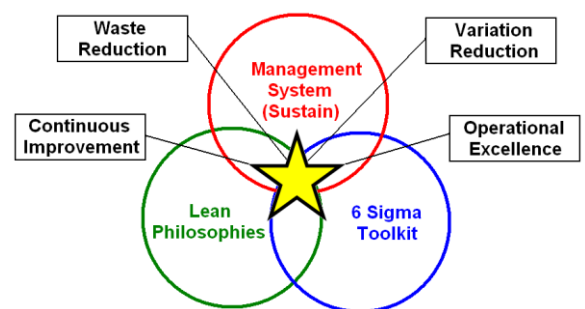 Waste
Reduction
Variation
Reduction
Management
System
(Sustain)
Continuous
Improvement
Operational
Excellence
Lean
Philosophies
6 Sigma
Toolkit